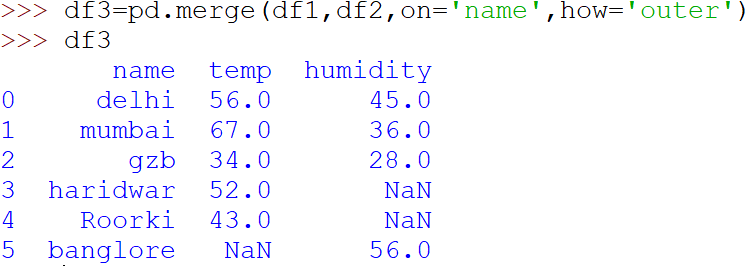 >>> df3=pd.merge(df1,df2,on='name',how='outer')
>>> df3
       name  temp  humidity
0     delhi  56.0      45.0
1    mumbai  67.0      36.0
2       gzb  34.0      28.0
3  haridwar  52.0       NaN
4    Roorki  43.0       NaN
5  banglore   NaN      56.0